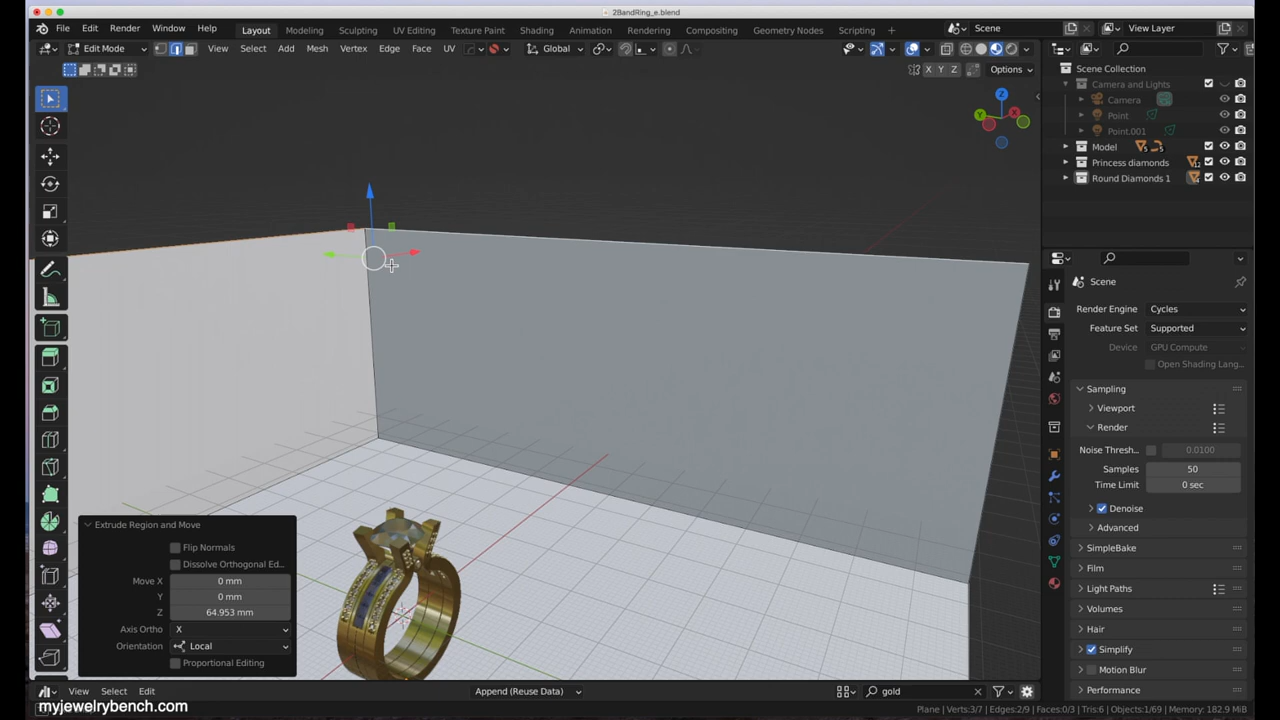 2BandRing_e.blend
File Edit Render Window Help Layout Modeling Sculpting UV Editing Texture Paint Shading Animation Rendering Compositing Geometry Nodes Scripting Scene View Layer
Edit Mode View Select Add Mesh Vertex Edge Face UV Global
X Y Z Options
Scene Collection
Camera and Lights
Camera
Point
Point.001
Model 5 5
Princess diamonds 12
Round Diamonds 1
Z
X
Y
Scene
Render Engine Cycles
Feature Set Supported
Device GPU Compute
Open Shading Lang...
Sampling
Viewport
Render
Noise Thresh... 0.0100
Samples 50
Time Limit 0 sec
Denoise
Advanced
SimpleBake
Film
Light Paths
Volumes
Hair
Simplify
Motion Blur
Performance
Extrude Region and Move
Flip Normals
Dissolve Orthogonal Ed...
Move X 0 mm
Y 0 mm
Z 64.953 mm
Axis Ortho X
Orientation Local
Proportional Editing
View Select Edit Append (Reuse Data) gold
myjewelrybench.com
Plane | Verts:3/7 | Edges:2/9 | Faces:0/3 | Tris:6 | Objects:1/69 | Memory: 182.9 MiB